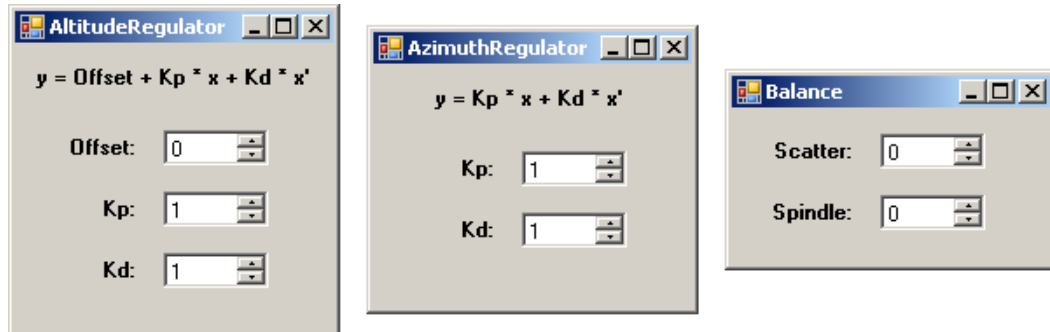 AltitudeRegulator
y = Offset + Kp * x + Kd * x'
Offset: 0
Kp: 1
Kd: 1
AzimuthRegulator
y = Kp * x + Kd * x'
Kp: 1
Kd: 1
Balance
Scatter: 0
Spindle: 0